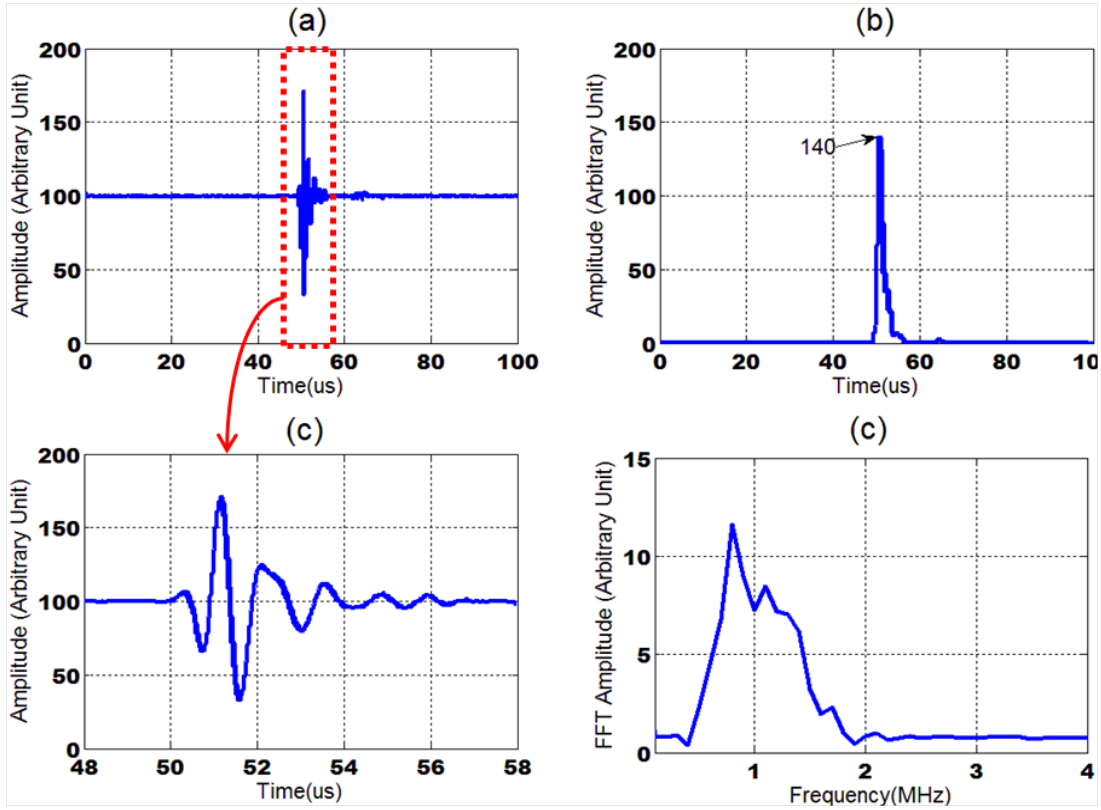 (a)
200
150
100
50
0
0 20 40 60 80 100
Amplitude (Arbitrary Unit)
Time(us)
(b)
200
150
140
100
50
0
0 20 40 60 80 100
Amplitude (Arbitrary Unit)
Time(us)
(c)
200
150
100
50
0
48 50 52 54 56 58
Amplitude (Arbitrary Unit)
Time(us)
(c)
15
10
5
0
1 2 3 4
FFT Amplitude (Arbitrary Unit)
Frequency(MHz)